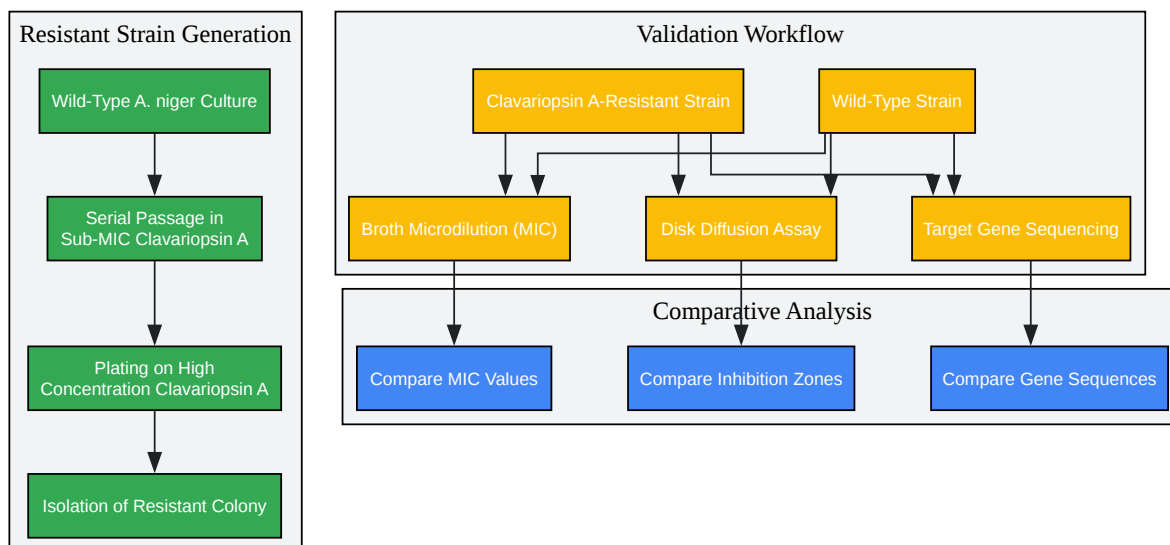 Resistant Strain Generation
Wild-Type A. niger Culture
Serial Passage in
Sub-MIC Clavariopsin A
Plating on High
Concentration Clavariopsin A
Isolation of Resistant Colony
Validation Workflow
Clavariopsin A-Resistant Strain
Wild-Type Strain
Broth Microdilution (MIC)
Disk Diffusion Assay
Target Gene Sequencing
Comparative Analysis
Compare MIC Values
Compare Inhibition Zones
Compare Gene Sequences